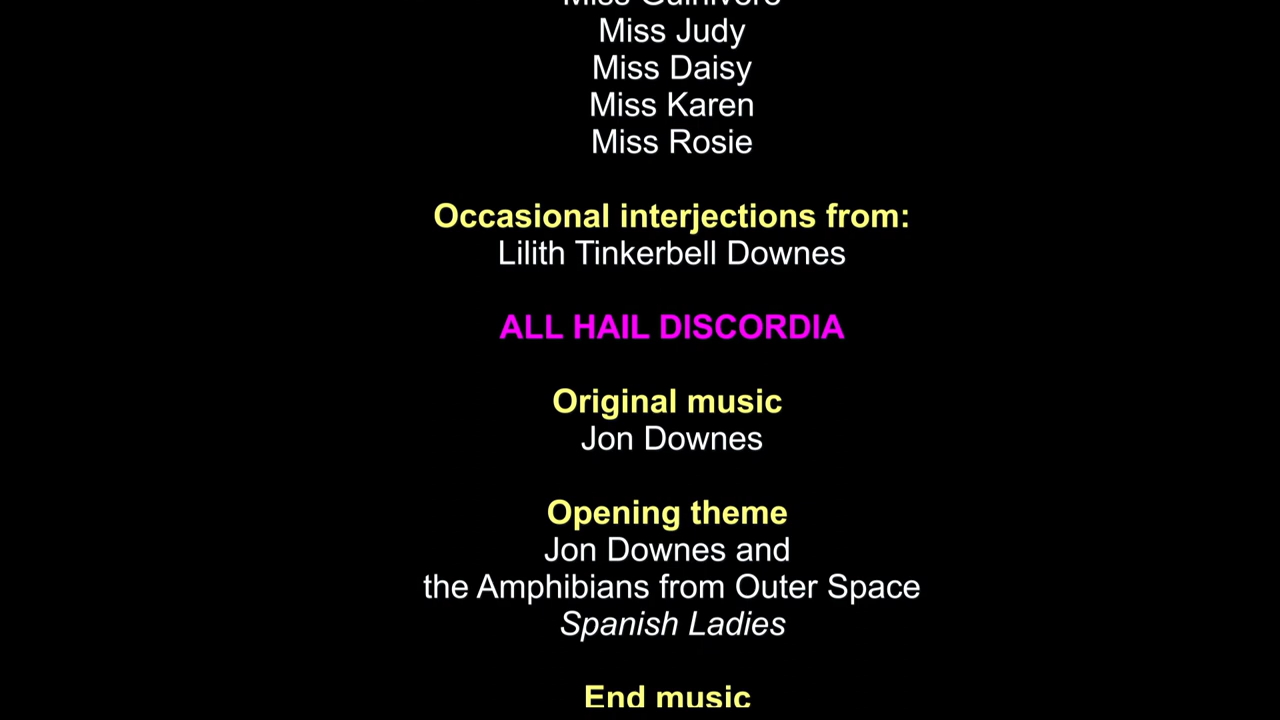 Miss
Miss Judy
Miss Daisy
Miss Karen
Miss Rosie
Occasional interjections from:
Lilith Tinkerbell Downes
ALL HAIL DISCORDIA
Original music
Jon Downes
Opening theme
Jon Downes and
the Amphibians from Outer Space
Spanish Ladies
End music